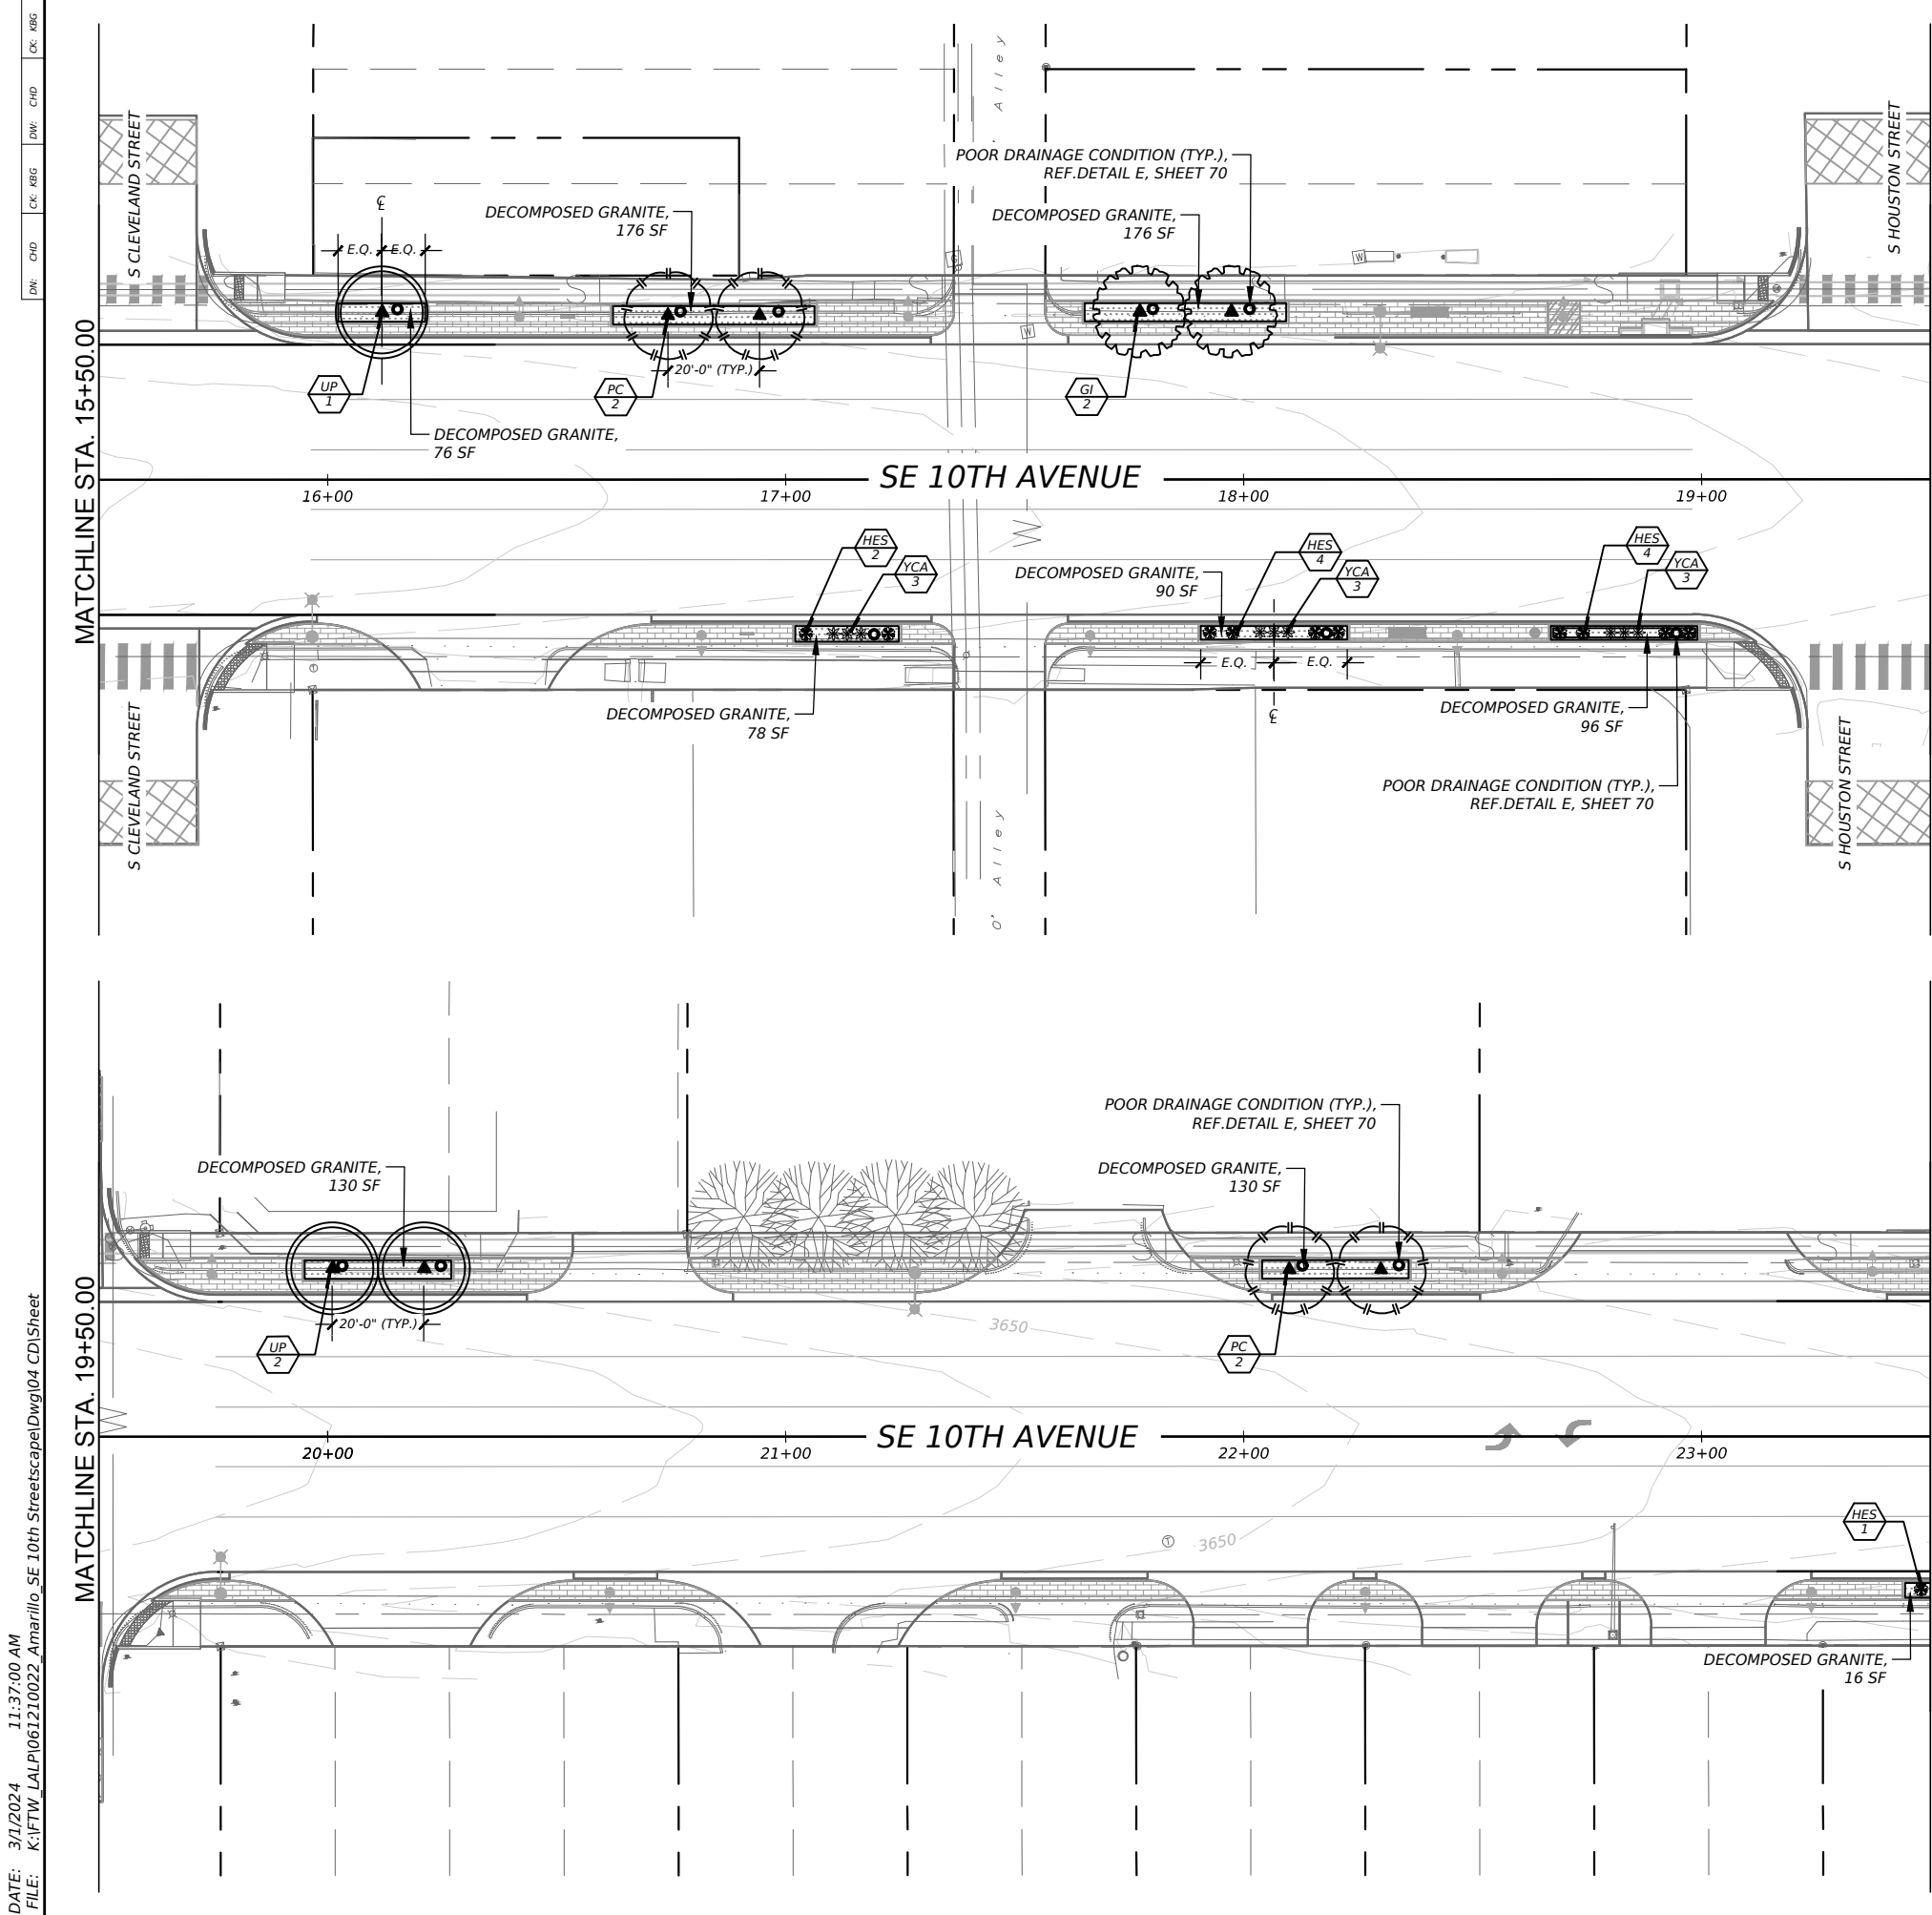 CK: KBG
DW: CHD
CK: KBG
DN: CHD
DATE: 3/1/2024 11:37:00 AM
FILE: K:\FTW_LALP\061210022_Amarillo_SE 10th Streetscape\Dwg\04 CD\Sheet
MATCHLINE STA. 15+50.00
S CLEVELAND STREET
S HOUSTON STREET
Alley
POOR DRAINAGE CONDITION (TYP.),
REF.DETAIL E, SHEET 70
DECOMPOSED GRANITE,
176 SF
DECOMPOSED GRANITE,
176 SF
E.Q.
E.Q.
W
W
20'-0" (TYP.)
UP
1
PC
2
GI
2
DECOMPOSED GRANITE,
76 SF
SE 10TH AVENUE
16+00
17+00
18+00
19+00
W
HES
2
YCA
3
HES
4
YCA
3
HES
4
YCA
3
DECOMPOSED GRANITE,
90 SF
E.Q.
E.Q.
DECOMPOSED GRANITE,
78 SF
DECOMPOSED GRANITE,
96 SF
POOR DRAINAGE CONDITION (TYP.),
REF.DETAIL E, SHEET 70
S CLEVELAND STREET
S HOUSTON STREET
0' Alley
MATCHLINE STA. 19+50.00
POOR DRAINAGE CONDITION (TYP.),
REF.DETAIL E, SHEET 70
DECOMPOSED GRANITE,
130 SF
DECOMPOSED GRANITE,
130 SF
20'-0" (TYP.)
3650
UP
2
PC
2
W
SE 10TH AVENUE
20+00
21+00
22+00
23+00
3650
HES
1
DECOMPOSED GRANITE,
16 SF